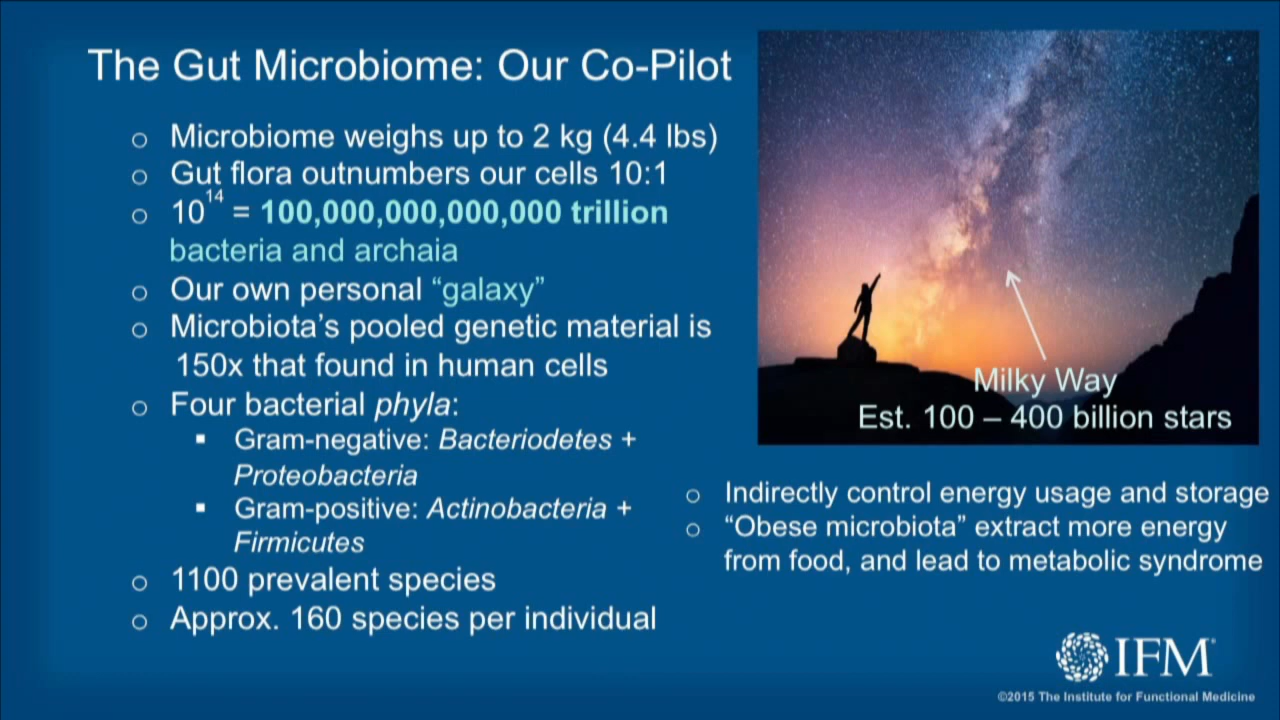 The Gut Microbiome: Our Co-Pilot
○ Microbiome weighs up to 2 kg (4.4 lbs)
○ Gut flora outnumbers our cells 10:1
○ 10¹⁴ = 100,000,000,000,000 trillion
bacteria and archaia
○ Our own personal “galaxy”
○ Microbiota’s pooled genetic material is
150x that found in human cells
○ Four bacterial phyla:
▪ Gram-negative: Bacteriodetes +
Proteobacteria
▪ Gram-positive: Actinobacteria +
Firmicutes
○ 1100 prevalent species
○ Approx. 160 species per individual
Milky Way
Est. 100 – 400 billion stars
○ Indirectly control energy usage and storage
○ “Obese microbiota” extract more energy
from food, and lead to metabolic syndrome
IFM
©2015 The Institute for Functional Medicine